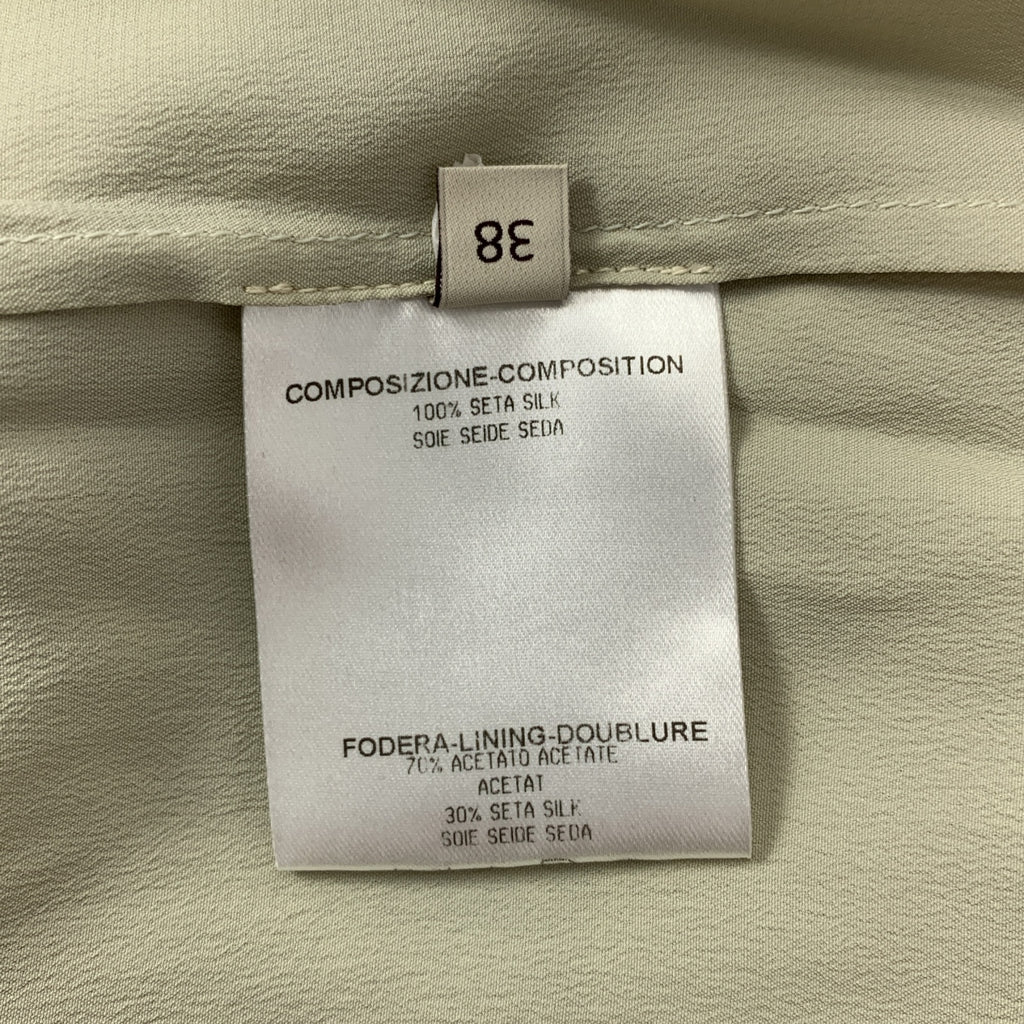 38
COMPOSIZIONE-COMPOSITION
100% SETA SILK
SOIE SEIDE SEDA
FODERA-LINING-DOUBLURE
70% ACETATO ACETATE
ACETAT
30% SETA SILK
SOIE SEIDE SEDA